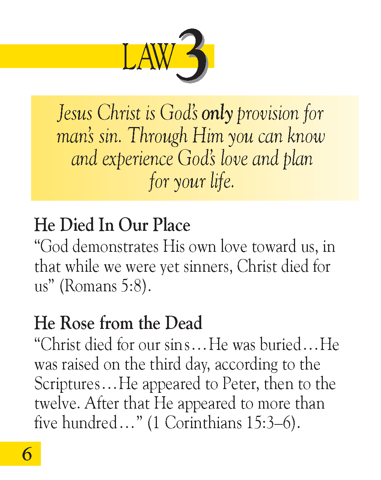 LAW 3
Jesus Christ is God's only provision for
man's sin. Through Him you can know
and experience God's love and plan
for your life.
He Died In Our Place
“God demonstrates His own love toward us, in
that while we were yet sinners, Christ died for
us” (Romans 5:8).
He Rose from the Dead
“Christ died for our sins…He was buried…He
was raised on the third day, according to the
Scriptures…He appeared to Peter, then to the
twelve. After that He appeared to more than
five hundred…” (1 Corinthians 15:3–6).
6